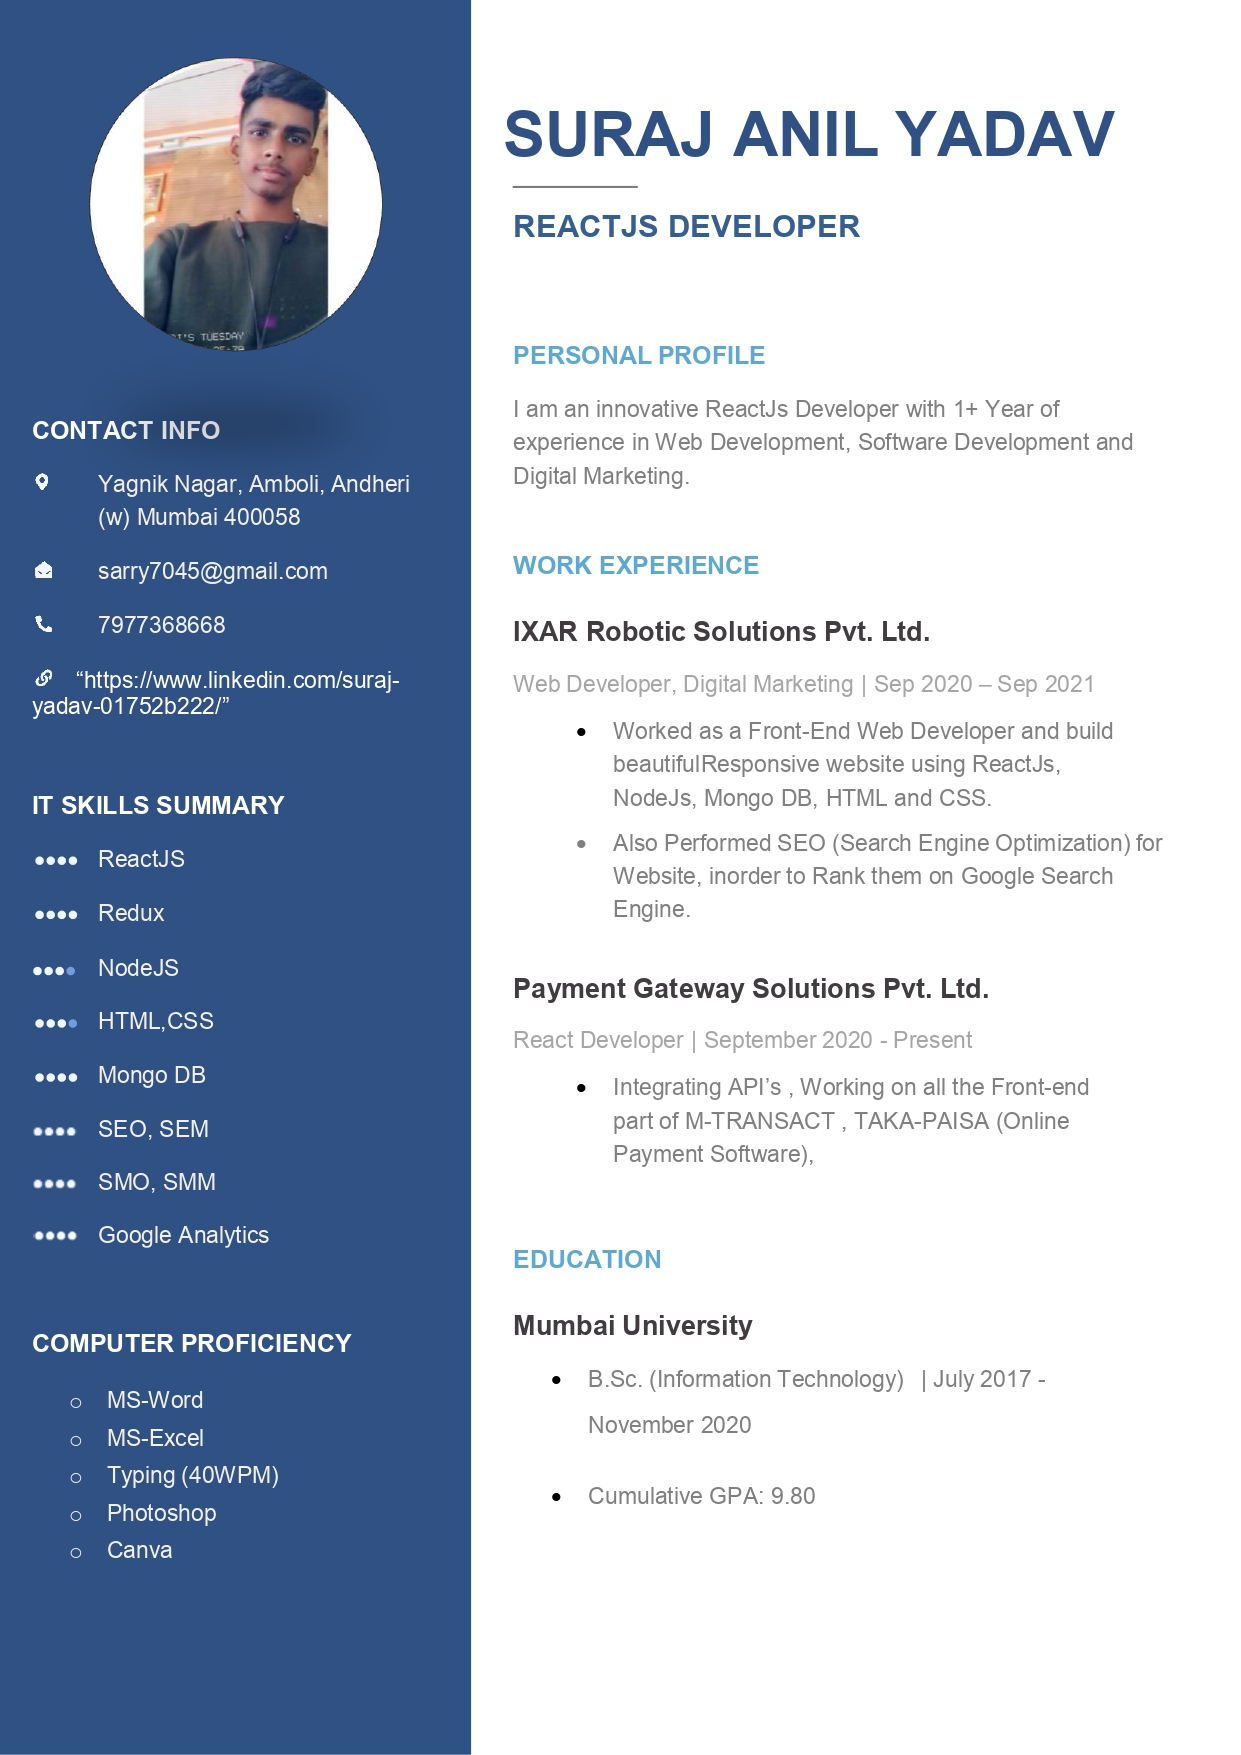 SURAJ ANIL YADAV
REACTJS DEVELOPER
PERSONAL PROFILE
I am an innovative ReactJs Developer with 1+ Year of
experience in Web Development, Software Development and
Digital Marketing.
WORK EXPERIENCE
IXAR Robotic Solutions Pvt. Ltd.
Web Developer, Digital Marketing | Sep 2020 – Sep 2021
• Worked as a Front-End Web Developer and build
beautifulResponsive website using ReactJs,
NodeJs, Mongo DB, HTML and CSS.
• Also Performed SEO (Search Engine Optimization) for
Website, inorder to Rank them on Google Search
Engine.
Payment Gateway Solutions Pvt. Ltd.
React Developer | September 2020 - Present
• Integrating API’s , Working on all the Front-end
part of M-TRANSACT , TAKA-PAISA (Online
Payment Software),
EDUCATION
Mumbai University
• B.Sc. (Information Technology) | July 2017 -
November 2020
• Cumulative GPA: 9.80
'S TUESDAY
CONTACT INFO
Yagnik Nagar, Amboli, Andheri
(w) Mumbai 400058
sarry7045@gmail.com
7977368668
“https://www.linkedin.com/suraj-
yadav-01752b222/”
IT SKILLS SUMMARY
ReactJS
Redux
NodeJS
HTML,CSS
Mongo DB
SEO, SEM
SMO, SMM
Google Analytics
COMPUTER PROFICIENCY
o MS-Word
o MS-Excel
o Typing (40WPM)
o Photoshop
o Canva